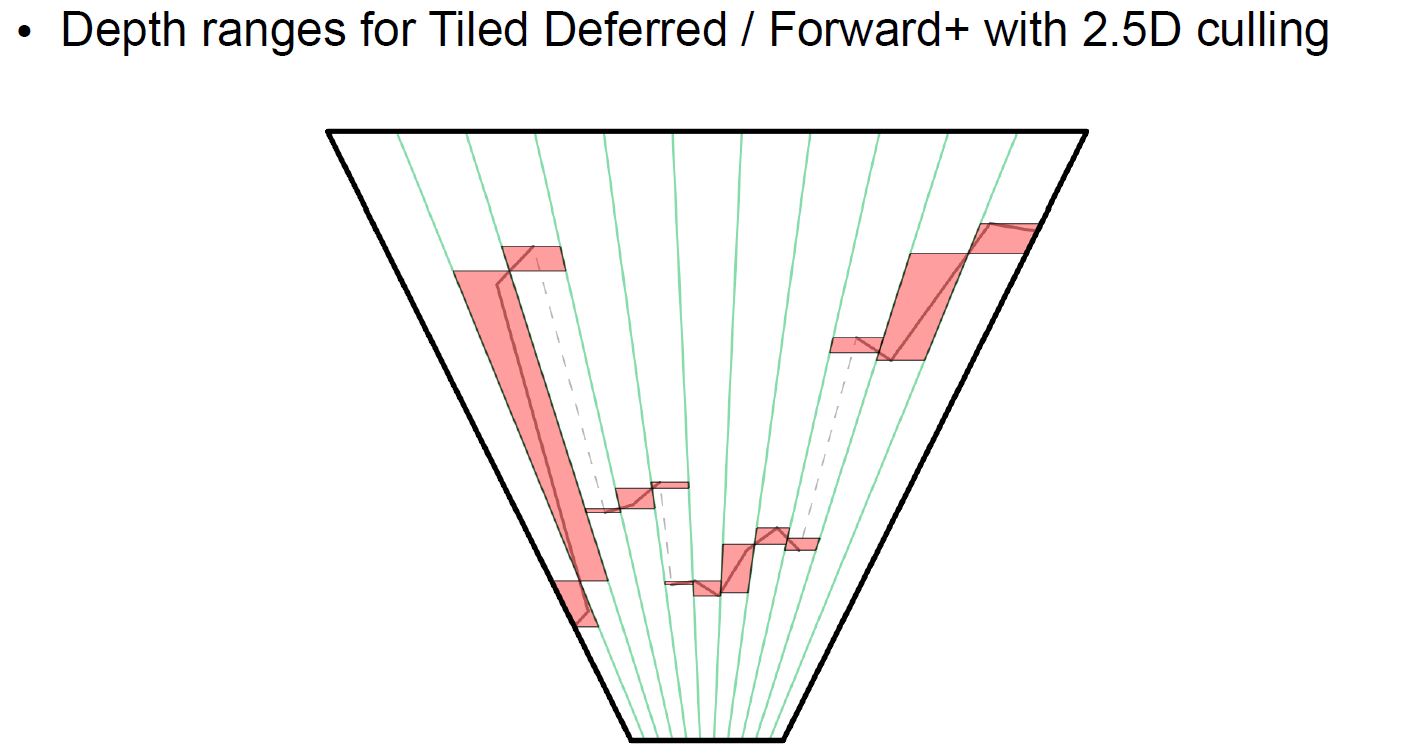 • Depth ranges for Tiled Deferred / Forward+ with 2.5D culling